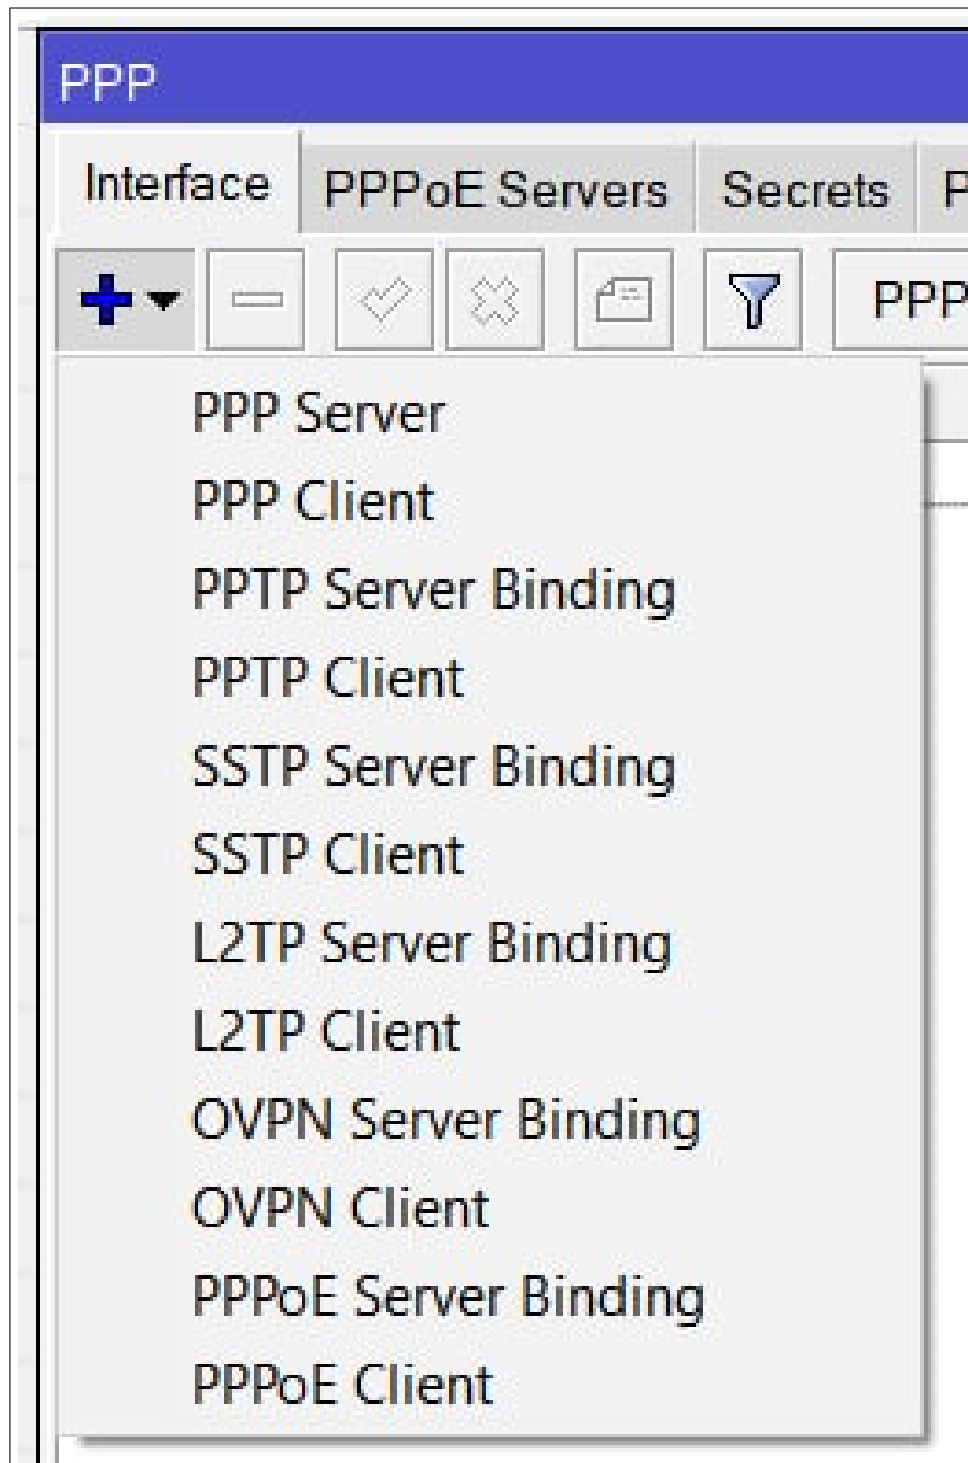 PPP
Interface PPPoE Servers Secrets P
PPP
PPP Server
PPP Client
PPTP Server Binding
PPTP Client
SSTP Server Binding
SSTP Client
L2TP Server Binding
L2TP Client
OVPN Server Binding
OVPN Client
PPPoE Server Binding
PPPoE Client